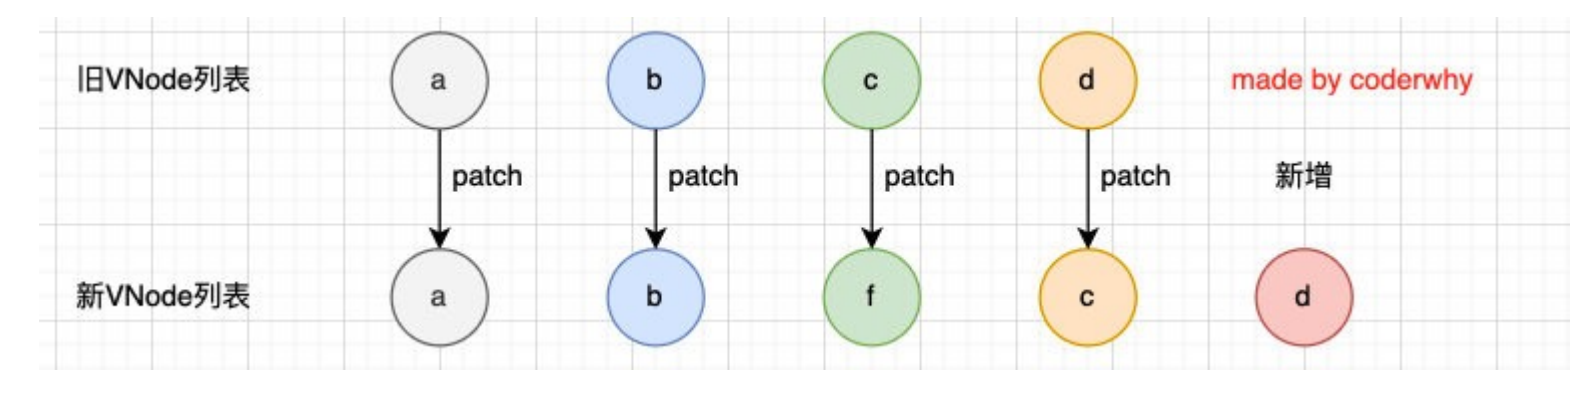 旧VNode列表 a b c d made by coderwhy
patch patch patch patch 新增
新VNode列表 a b f c d